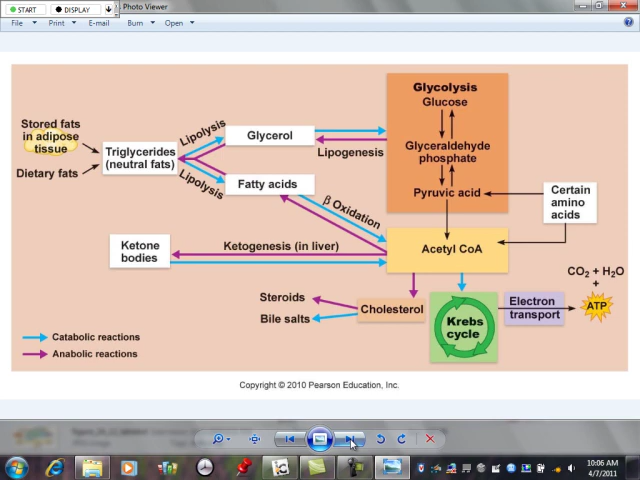 START
DISPLAY
Photo Viewer
File
Print
E-mail
Burn
Open
Stored fats
in adipose
tissue
Dietary fats
Triglycerides
(neutral fats)
Lipolysis
Lipolysis
Glycerol
Fatty acids
Lipogenesis
β Oxidation
Glycolysis
Glucose
Glyceraldehyde
phosphate
Pyruvic acid
Certain
amino
acids
Ketone
bodies
Ketogenesis (in liver)
Acetyl CoA
Steroids
Bile salts
Cholesterol
Krebs
cycle
Electron
transport
CO2 + H2O
+
ATP
Catabolic reactions
Anabolic reactions
Copyright © 2010 Pearson Education, Inc.
10:06 AM
4/7/2011